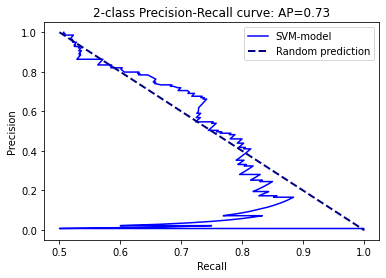 2-class Precision-Recall curve: AP=0.73
SVM-model
Random prediction
1.0
0.8
0.6
0.4
0.2
0.0
Precision
0.5
0.6
0.7
0.8
0.9
1.0
Recall